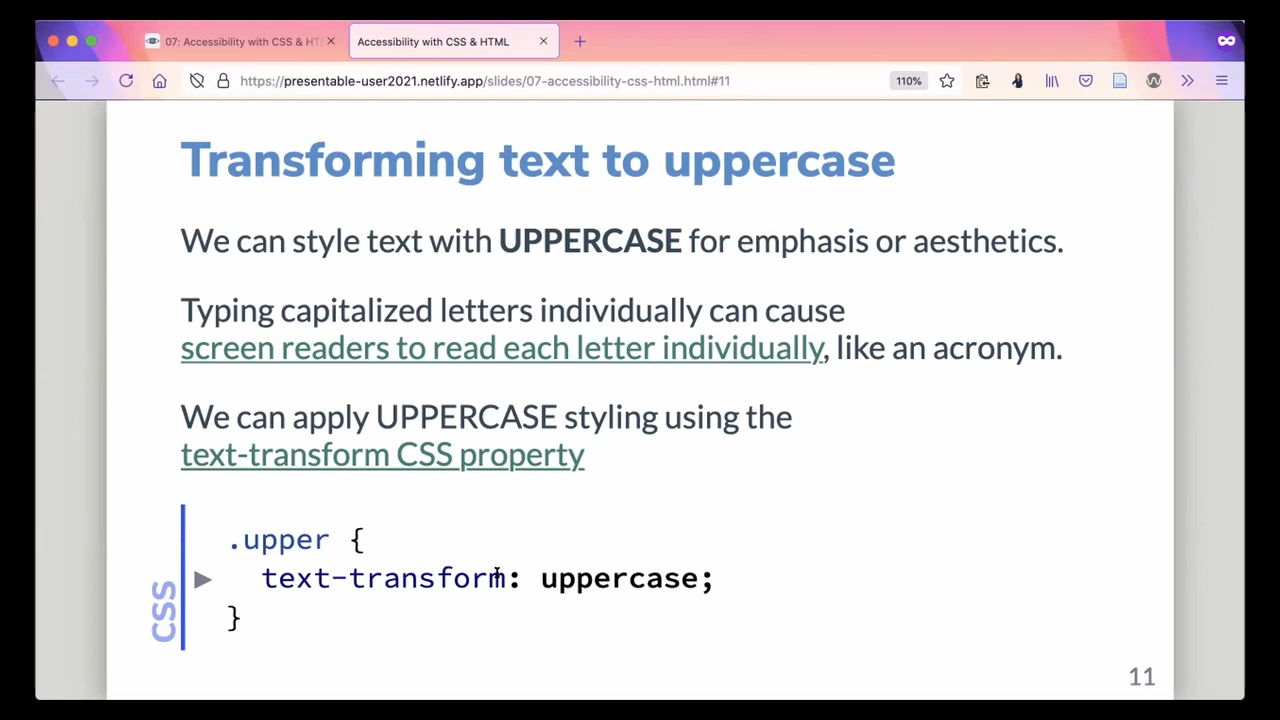 07: Accessibility with CSS & HT
Accessibility with CSS & HTML
https://presentable-user2021.netlify.app/slides/07-accessibility-css-html.html#11
110%
Transforming text to uppercase
We can style text with UPPERCASE for emphasis or aesthetics.
Typing capitalized letters individually can cause
screen readers to read each letter individually, like an acronym.
We can apply UPPERCASE styling using the
text-transform CSS property
CSS
.upper {
text-transform: uppercase;
}
11